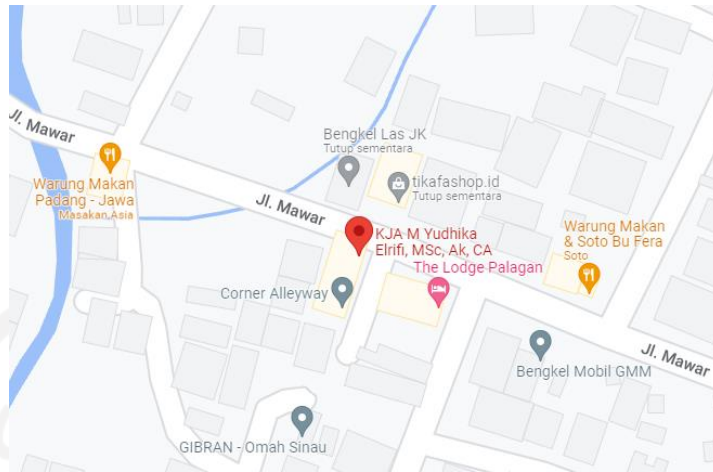 Jl. Mawar
Bengkel Las JK
Tutup sementara
tikafashop.id
Tutup sementara
Warung Makan
Padang - Jawa
Masakan Asia
Jl. Mawar
KJA M Yudhika
Elrifi, MSc, Ak, CA
Warung Makan
& Soto Bu Fera
Soto
The Lodge Palagan
Corner Alleyway
Jl. Mawar
Bengkel Mobil GMM
GIBRAN - Omah Sinau